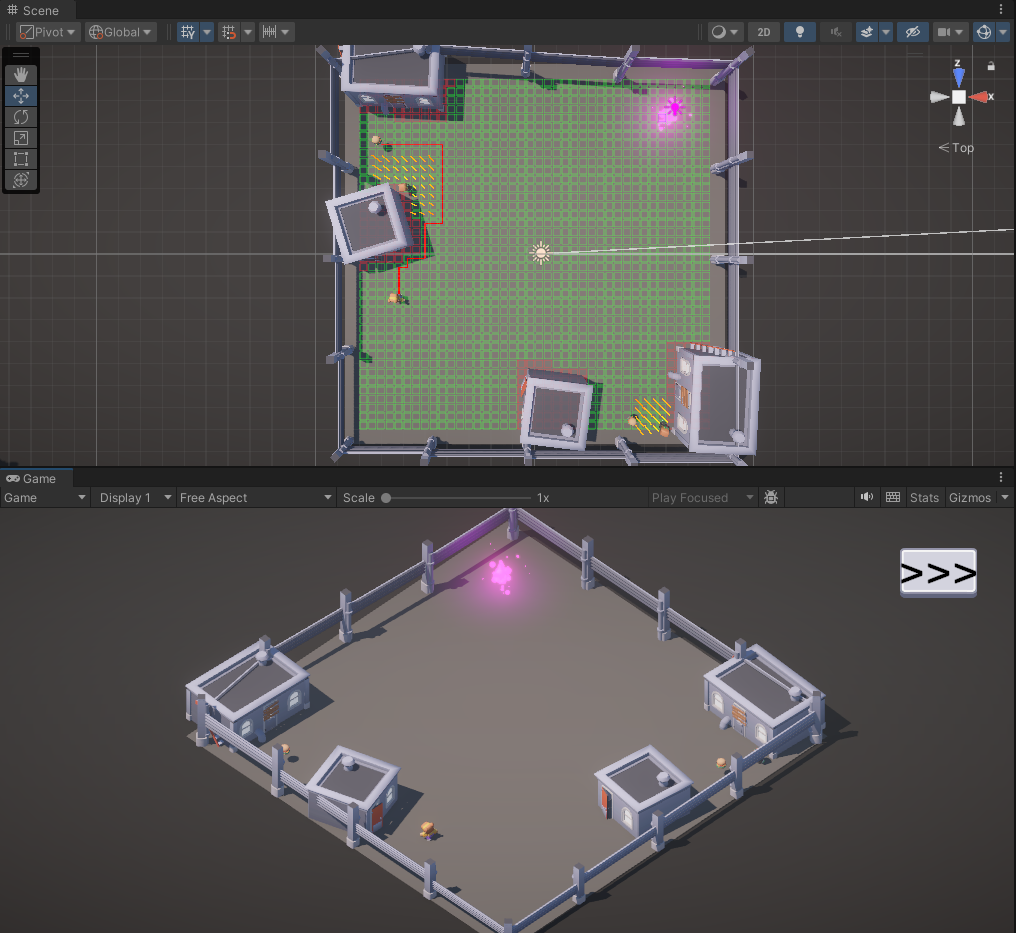 Scene
Pivot Global 2D
z
x
< Top
Game
Game Display 1 Free Aspect Scale 1x Play Focused Stats Gizmos
>>>